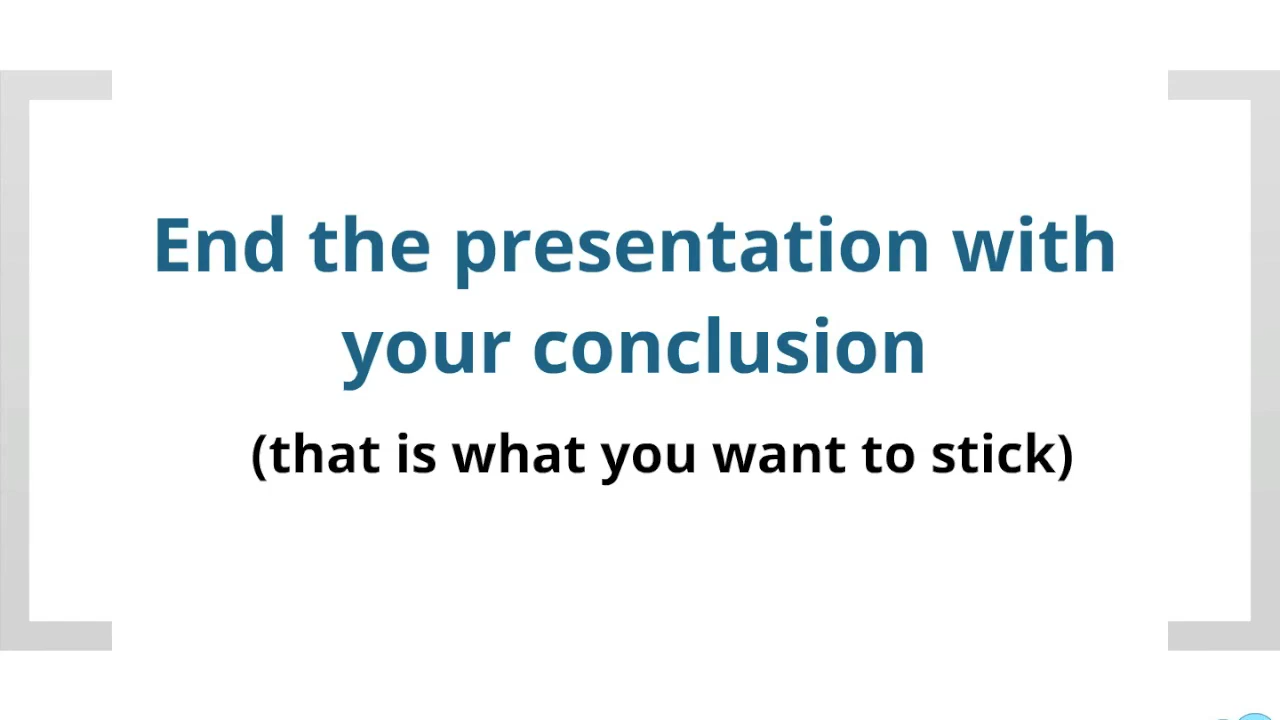 End the presentation with
your conclusion
(that is what you want to stick)